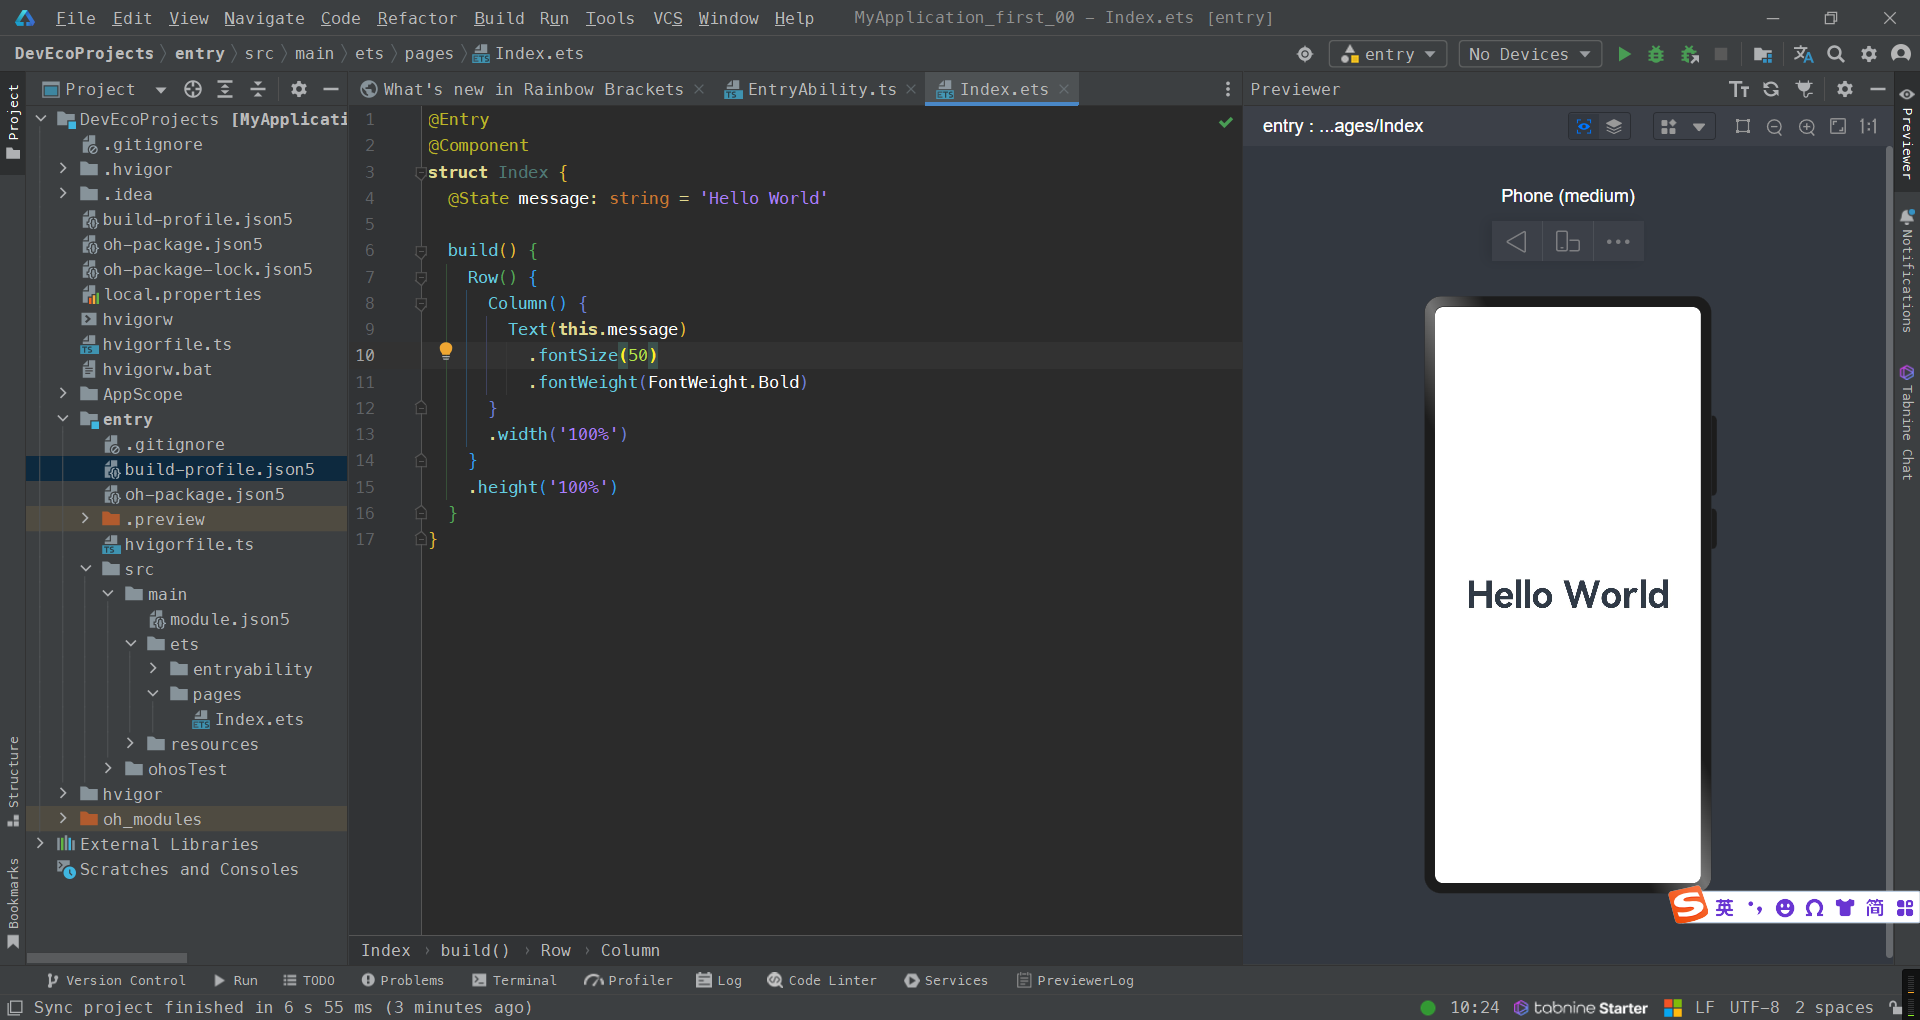 File Edit View Navigate Code Refactor Build Run Tools VCS Window Help MyApplication_first_00 – Index.ets [entry]
DevEcoProjects entry src main ets pages Index.ets
entry No Devices
Project
What's new in Rainbow Brackets
EntryAbility.ts
Index.ets
Previewer
Project
DevEcoProjects [MyApplicati
.gitignore
.hvigor
.idea
build-profile.json5
oh-package.json5
oh-package-lock.json5
local.properties
hvigorw
hvigorfile.ts
hvigorw.bat
AppScope
entry
.gitignore
build-profile.json5
oh-package.json5
.preview
hvigorfile.ts
src
main
module.json5
ets
entryability
pages
Index.ets
resources
ohosTest
hvigor
oh_modules
External Libraries
Scratches and Consoles
Structure
Bookmarks
1 @Entry
2 @Component
3 struct Index {
4 @State message: string = 'Hello World'
5
6 build() {
7 Row() {
8 Column() {
9 Text(this.message)
10 .fontSize(50)
11 .fontWeight(FontWeight.Bold)
12 }
13 .width('100%')
14 }
15 .height('100%')
16 }
17 }
Index › build() › Row › Column
entry : ...ages/Index
1:1
Phone (medium)
Hello World
Previewer
Notifications
Tabnine Chat
英 简
Version Control Run TODO Problems Terminal Profiler Log Code Linter Services PreviewerLog
Sync project finished in 6 s 55 ms (3 minutes ago)
10:24 tabnine Starter LF UTF-8 2 spaces